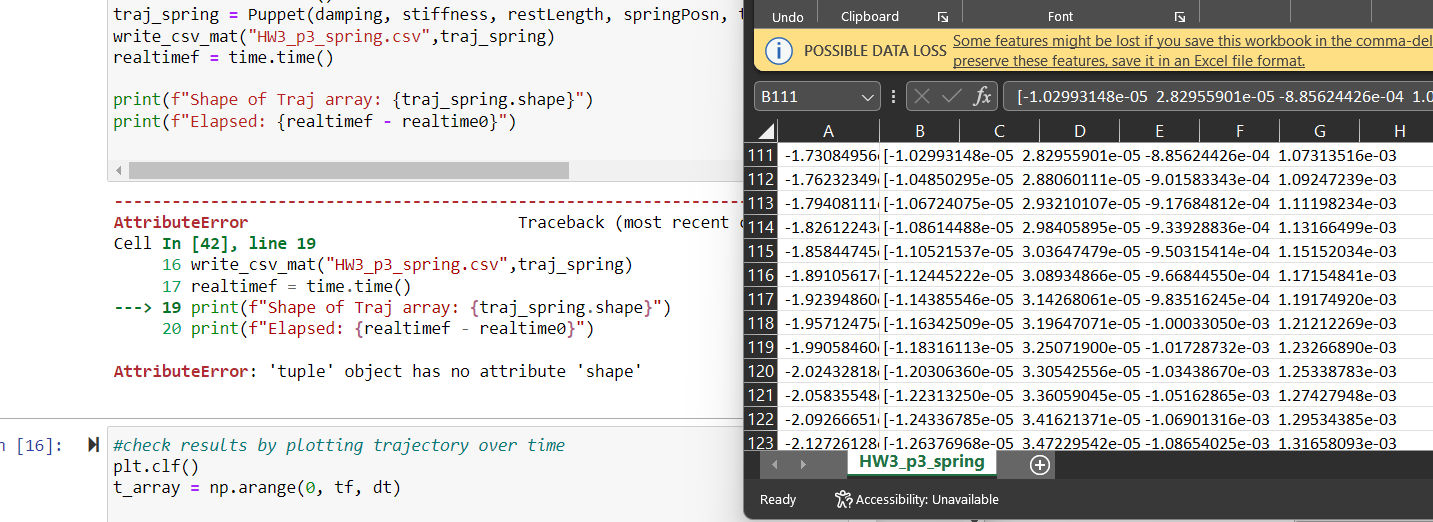 traj_spring = Puppet(damping, stiffness, restLength, springPosn,
write_csv_mat("HW3_p3_spring.csv",traj_spring)
realtimef = time.time()
print(f"Shape of Traj array: {traj_spring.shape}")
print(f"Elapsed: {realtimef - realtime0}")
---------------------------------------------------------------------------
AttributeError Traceback (most recent
Cell In [42], line 19
16 write_csv_mat("HW3_p3_spring.csv",traj_spring)
17 realtimef = time.time()
---> 19 print(f"Shape of Traj array: {traj_spring.shape}")
20 print(f"Elapsed: {realtimef - realtime0}")
AttributeError: 'tuple' object has no attribute 'shape'
[16]:
#check results by plotting trajectory over time
plt.clf()
t_array = np.arange(0, tf, dt)
Undo Clipboard Font
POSSIBLE DATA LOSS Some features might be lost if you save this workbook in the comma-del
preserve these features, save it in an Excel file format.
B111 fx [-1.02993148e-05 2.82955901e-05 -8.85624426e-04 1.0
A B C D E F G H
111 -1.73084956 [-1.02993148e-05 2.82955901e-05 -8.85624426e-04 1.07313516e-03
112 -1.76232349 [-1.04850295e-05 2.88060111e-05 -9.01583343e-04 1.09247239e-03
113 -1.79408111 [-1.06724075e-05 2.93210107e-05 -9.17684812e-04 1.11198234e-03
114 -1.82612243 [-1.08614488e-05 2.98405895e-05 -9.33928836e-04 1.13166499e-03
115 -1.85844745 [-1.10521537e-05 3.03647479e-05 -9.50315414e-04 1.15152034e-03
116 -1.89105617 [-1.12445222e-05 3.08934866e-05 -9.66844550e-04 1.17154841e-03
117 -1.92394860 [-1.14385546e-05 3.14268061e-05 -9.83516245e-04 1.19174920e-03
118 -1.95712475 [-1.16342509e-05 3.19647071e-05 -1.00033050e-03 1.21212269e-03
119 -1.99058460 [-1.18316113e-05 3.25071900e-05 -1.01728732e-03 1.23266890e-03
120 -2.02432818 [-1.20306360e-05 3.30542556e-05 -1.03438670e-03 1.25338783e-03
121 -2.05835548 [-1.22313250e-05 3.36059045e-05 -1.05162865e-03 1.27427948e-03
122 -2.09266651 [-1.24336785e-05 3.41621371e-05 -1.06901316e-03 1.29534385e-03
123 -2.12726128 [-1.26376968e-05 3.47229542e-05 -1.08654025e-03 1.31658093e-03
HW3_p3_spring
Ready Accessibility: Unavailable